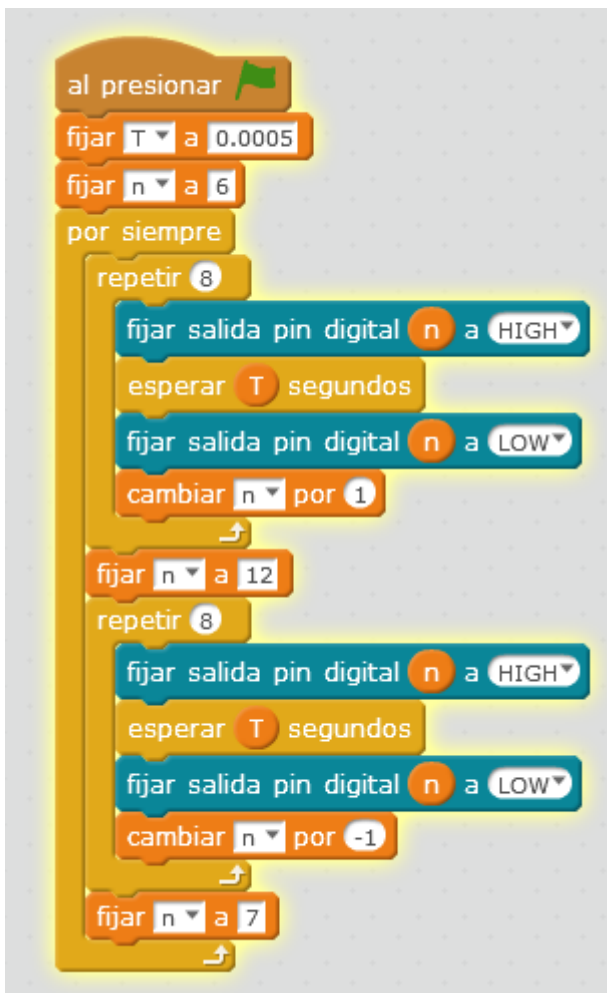 al presionar
fijar T a 0.0005
fijar n a 6
por siempre
repetir 8
fijar salida pin digital n a HIGH
esperar T segundos
fijar salida pin digital n a LOW
cambiar n por 1
fijar n a 12
repetir 8
fijar salida pin digital n a HIGH
esperar T segundos
fijar salida pin digital n a LOW
cambiar n por -1
fijar n a 7